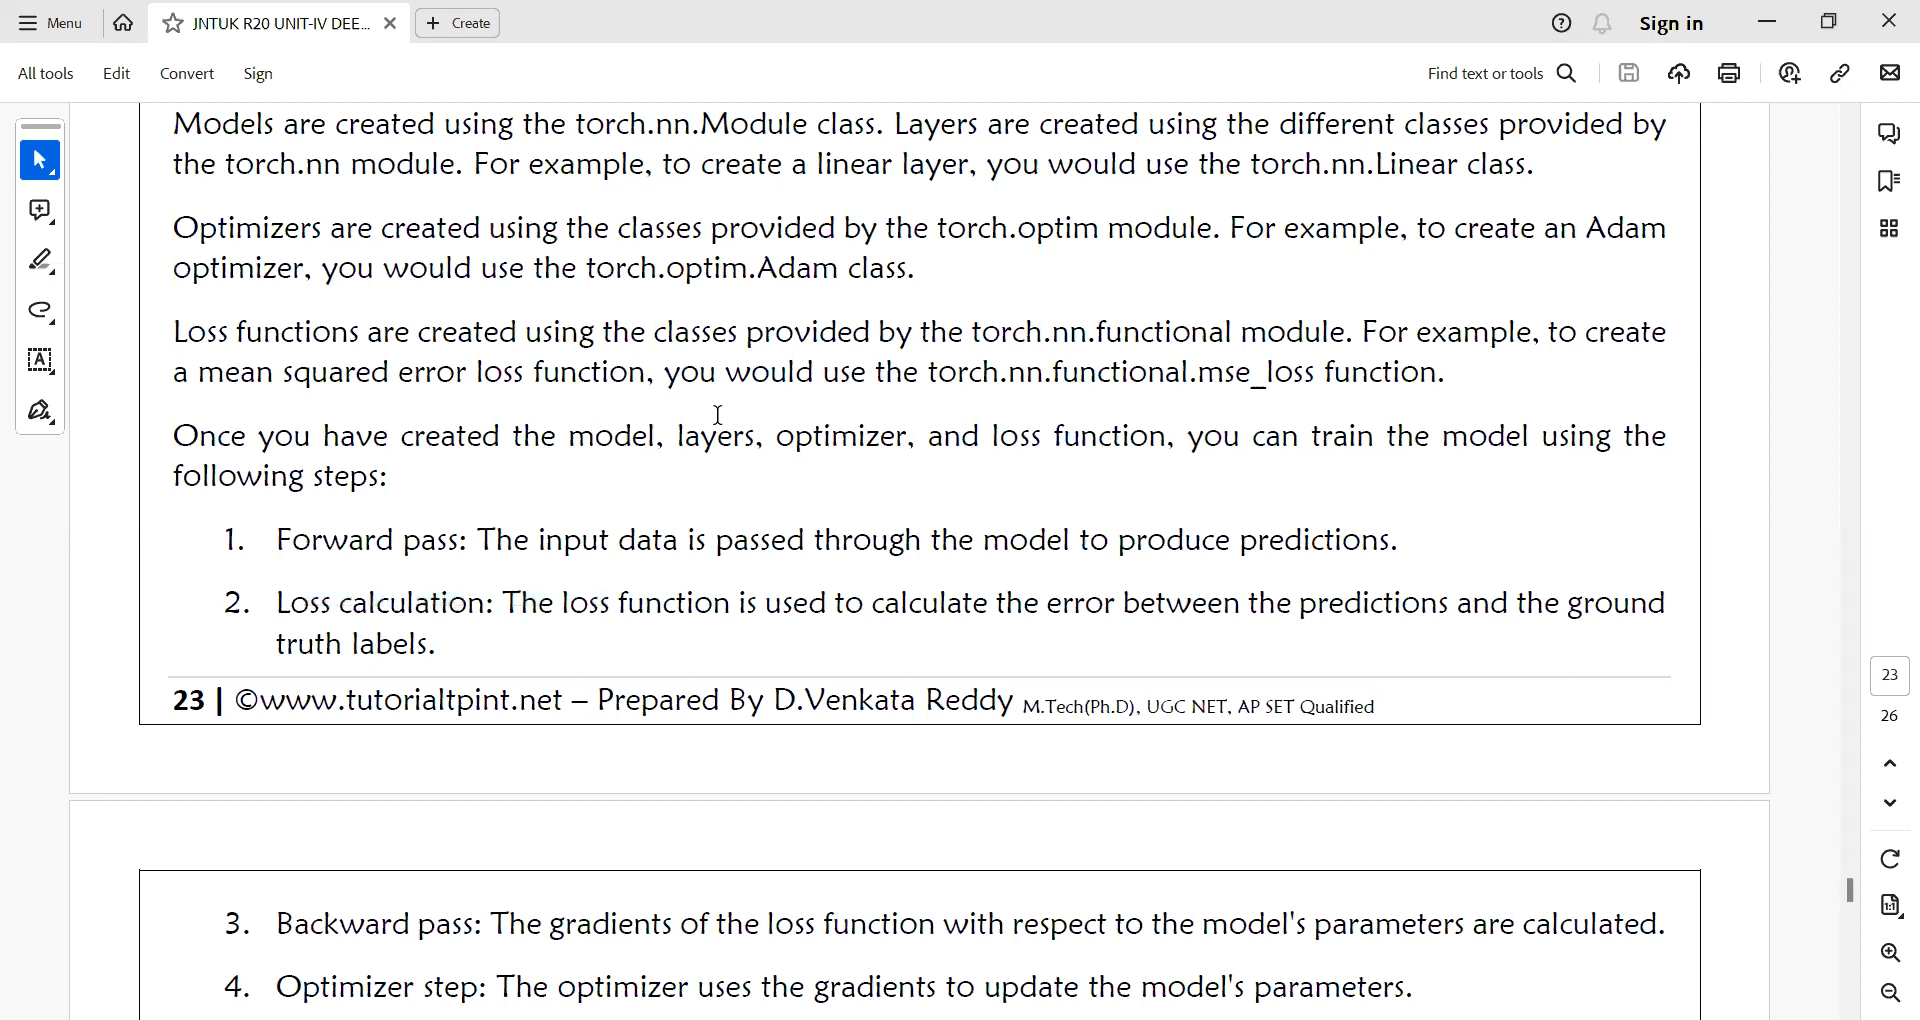 Menu
JNTUK R20 UNIT-IV DEE...
Create
Sign in
All tools
Edit
Convert
Sign
Find text or tools
Models are created using the torch.nn.Module class. Layers are created using the different classes provided by
the torch.nn module. For example, to create a linear layer, you would use the torch.nn.Linear class.
Optimizers are created using the classes provided by the torch.optim module. For example, to create an Adam
optimizer, you would use the torch.optim.Adam class.
Loss functions are created using the classes provided by the torch.nn.functional module. For example, to create
a mean squared error loss function, you would use the torch.nn.functional.mse_loss function.
Once you have created the model, layers, optimizer, and loss function, you can train the model using the
following steps:
1. Forward pass: The input data is passed through the model to produce predictions.
2. Loss calculation: The loss function is used to calculate the error between the predictions and the ground
truth labels.
23 | ©www.tutorialtpint.net – Prepared By D.Venkata Reddy M.Tech(Ph.D), UGC NET, AP SET Qualified
3. Backward pass: The gradients of the loss function with respect to the model's parameters are calculated.
4. Optimizer step: The optimizer uses the gradients to update the model's parameters.
23
26
1:1